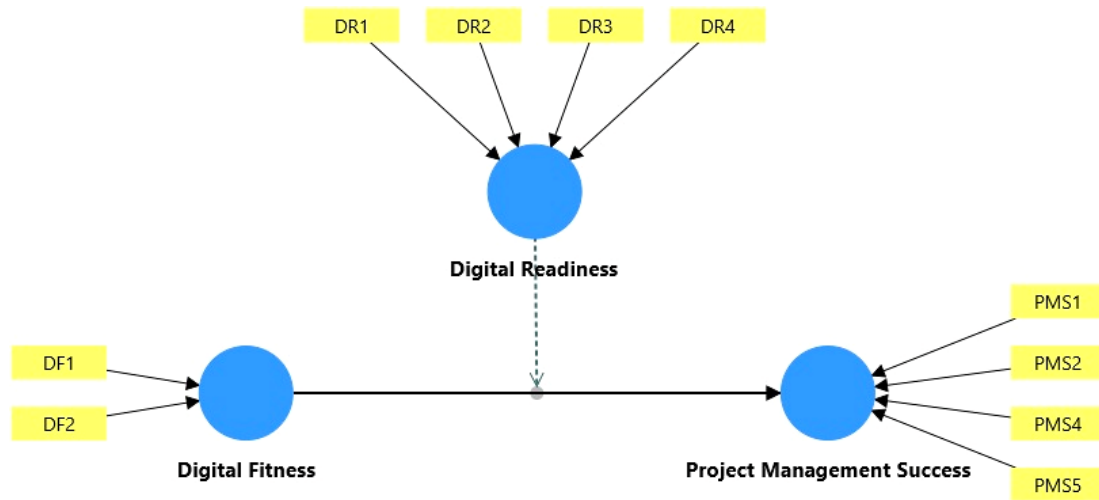 DR1
DR2
DR3
DR4
Digital Readiness
PMS1
DF1
PMS2
DF2
PMS4
Digital Fitness
Project Management Success
PMS5